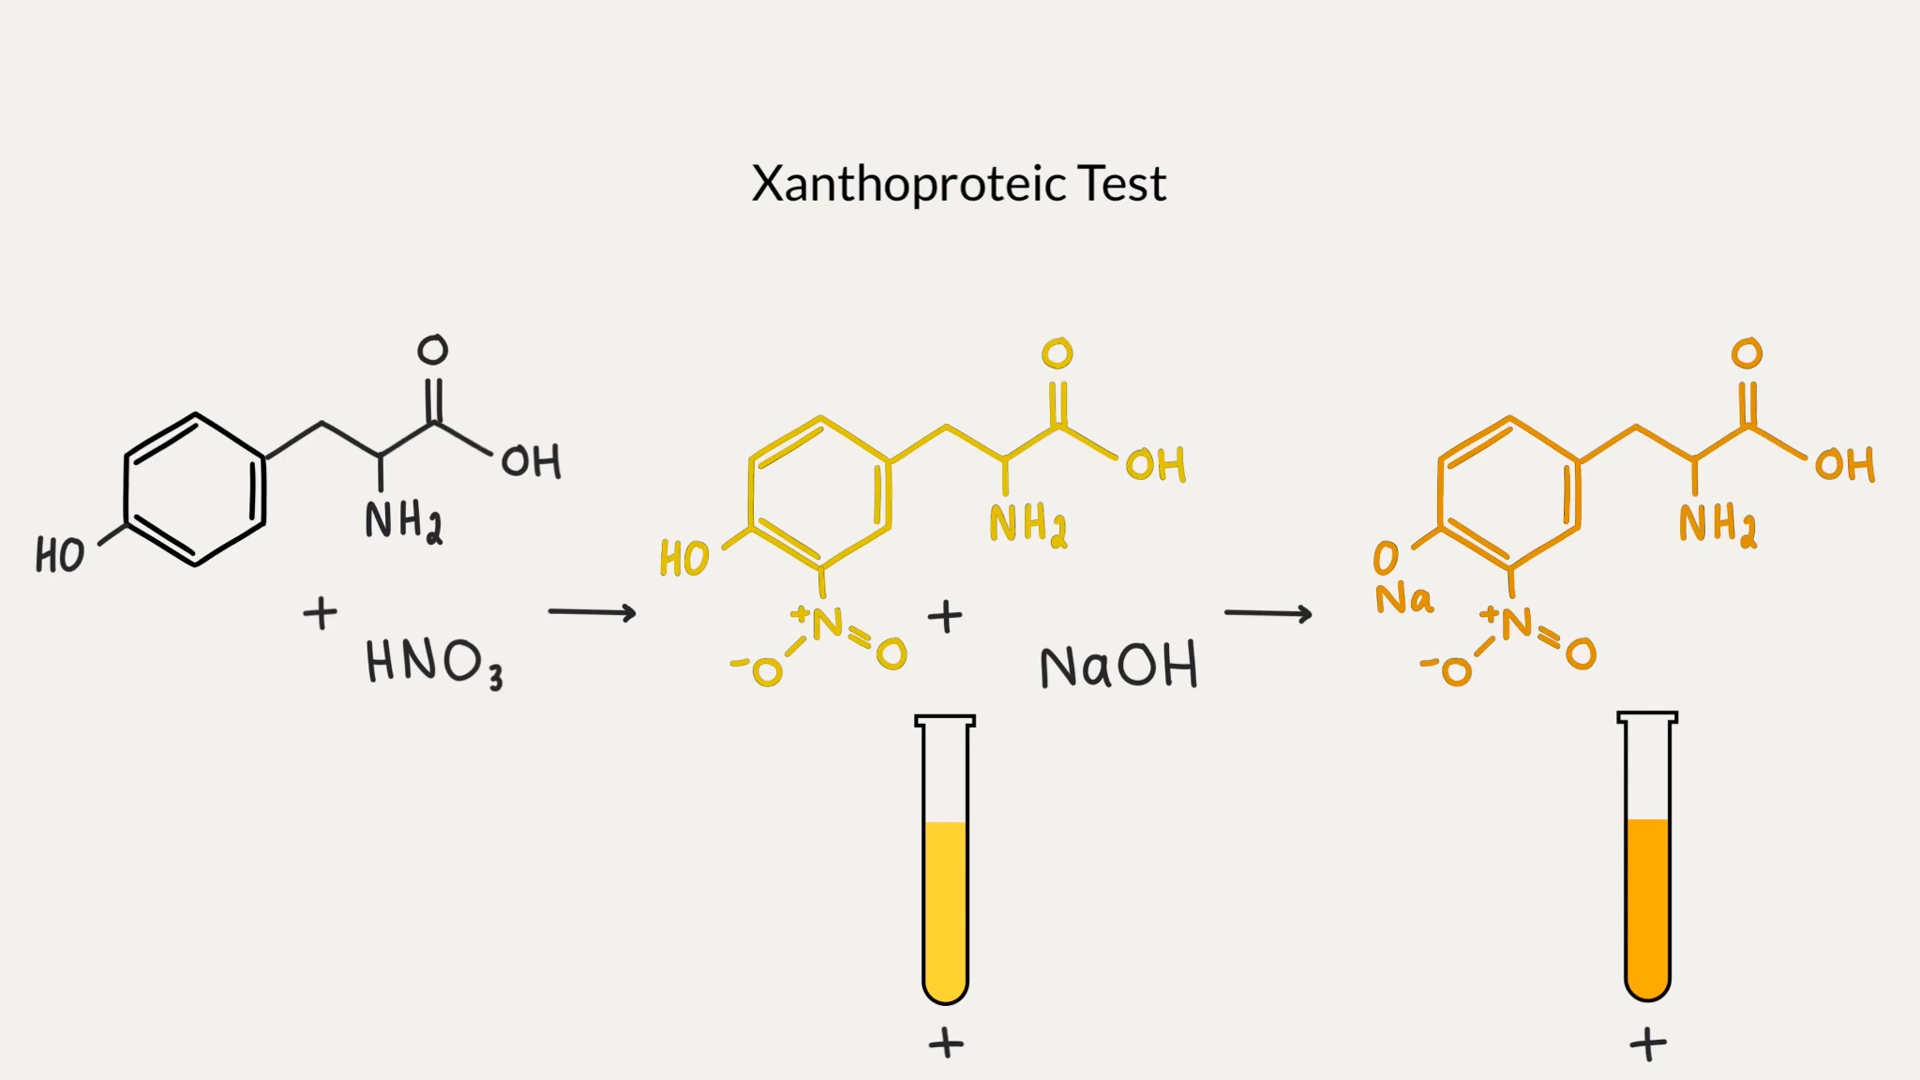 Xanthoproteic Test
O
OH
NH2
HO
+
HNO3
O
OH
NH2
HO
+N
-O
O
+
NaOH
O
OH
NH2
O
Na
+N
-O
O
+
+